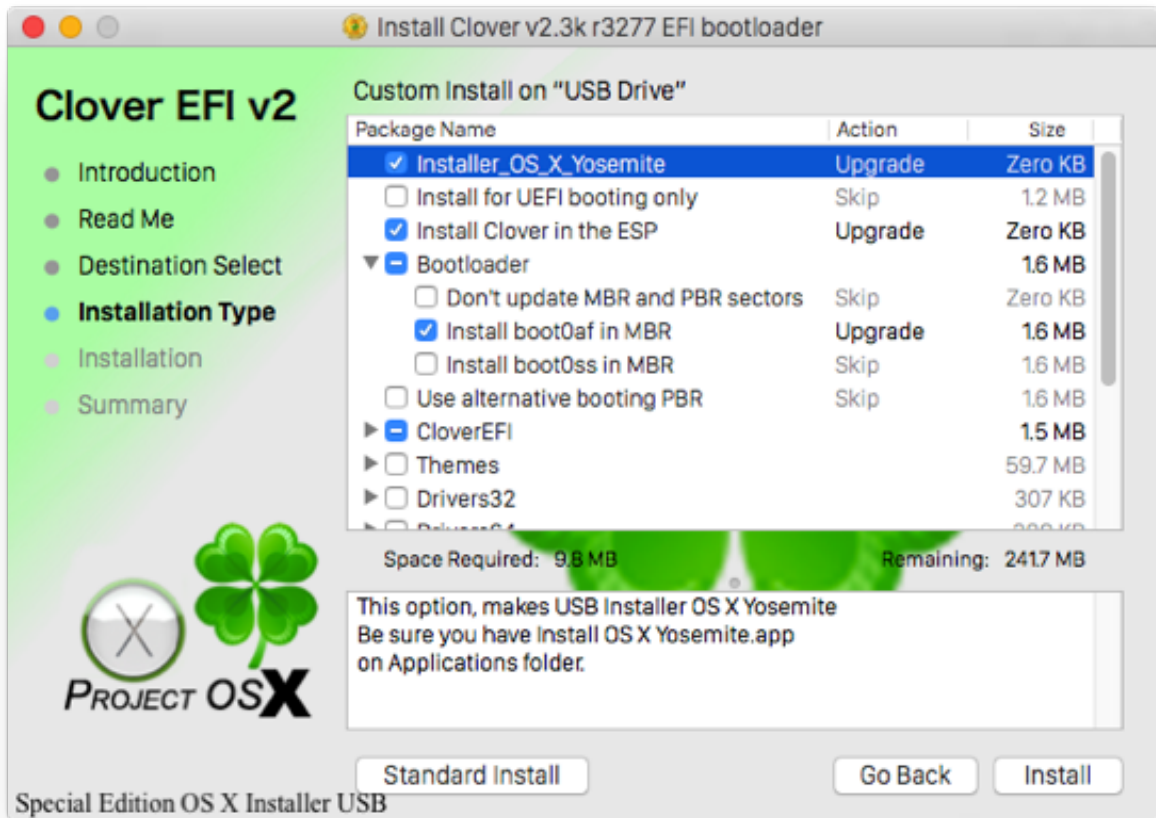 Install Clover v2.3k r3277 EFI bootloader
Clover EFI v2
Introduction
Read Me
Destination Select
Installation Type
Installation
Summary
Custom Install on “USB Drive”
Package Name Action Size
Installer_OS_X_Yosemite Upgrade Zero KB
Install for UEFI booting only Skip 1.2 MB
Install Clover in the ESP Upgrade Zero KB
Bootloader 1.6 MB
Don't update MBR and PBR sectors Skip Zero KB
Install boot0af in MBR Upgrade 1.6 MB
Install boot0ss in MBR Skip 1.6 MB
Use alternative booting PBR Skip 1.6 MB
CloverEFI 1.5 MB
Themes 59.7 MB
Drivers32 307 KB
Space Required: 9.8 MB Remaining: 241.7 MB
This option, makes USB Installer OS X Yosemite
Be sure you have Install OS X Yosemite.app
on Applications folder.
X
PROJECT OSX
Standard Install Go Back Install
Special Edition OS X Installer USB